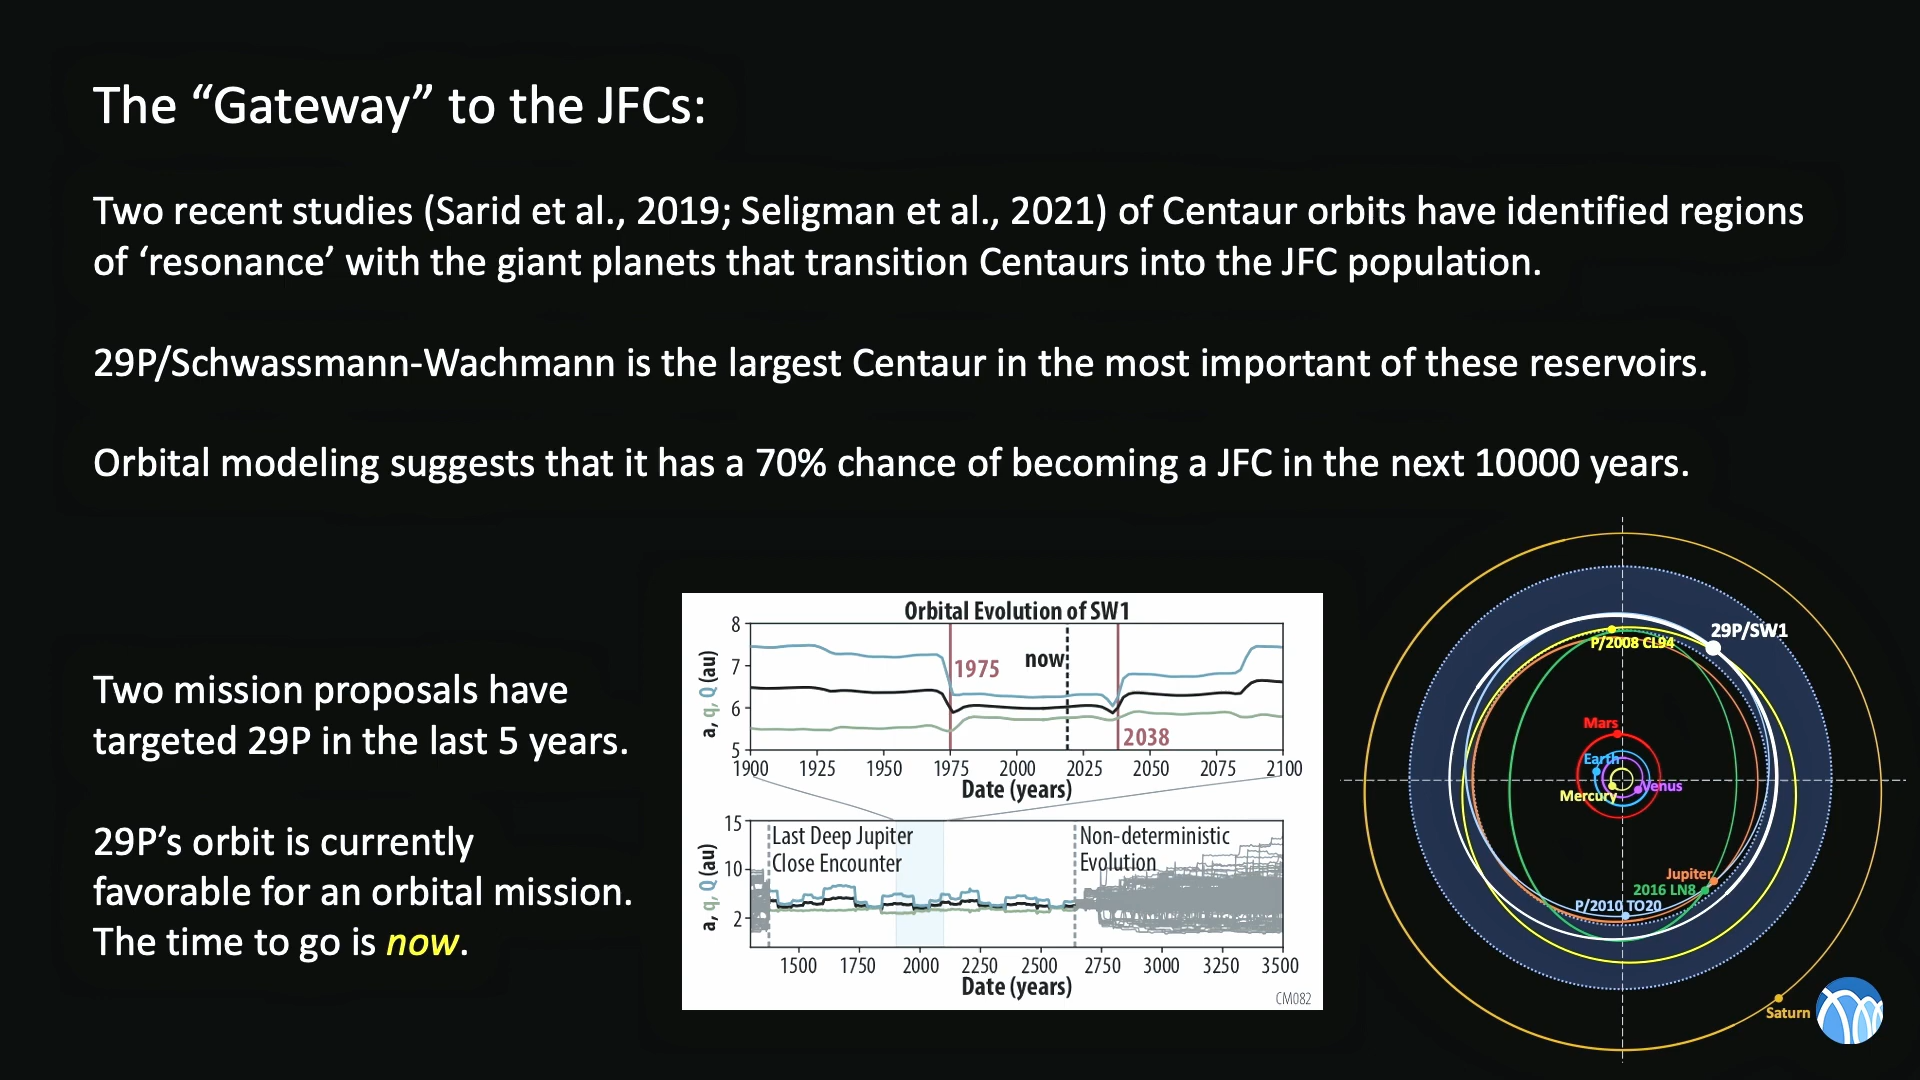 The “Gateway” to the JFCs:
Two recent studies (Sarid et al., 2019; Seligman et al., 2021) of Centaur orbits have identified regions
of ‘resonance’ with the giant planets that transition Centaurs into the JFC population.
29P/Schwassmann-Wachmann is the largest Centaur in the most important of these reservoirs.
Orbital modeling suggests that it has a 70% chance of becoming a JFC in the next 10000 years.
Two mission proposals have
targeted 29P in the last 5 years.
29P’s orbit is currently
favorable for an orbital mission.
The time to go is now.
Orbital Evolution of SW1
8
7
6
5
a, q, Q (au)
1975
now
2038
1900 1925 1950 1975 2000 2025 2050 2075 2100
Date (years)
15
10
2
a, q, Q (au)
Last Deep Jupiter
Close Encounter
Non-deterministic
Evolution
1500 1750 2000 2250 2500 2750 3000 3250 3500
Date (years)
CM082
29P/SW1
P/2008 CL94
Mars
Earth
Venus
Mercury
Jupiter
2016 LN8
P/2010 TO20
Saturn